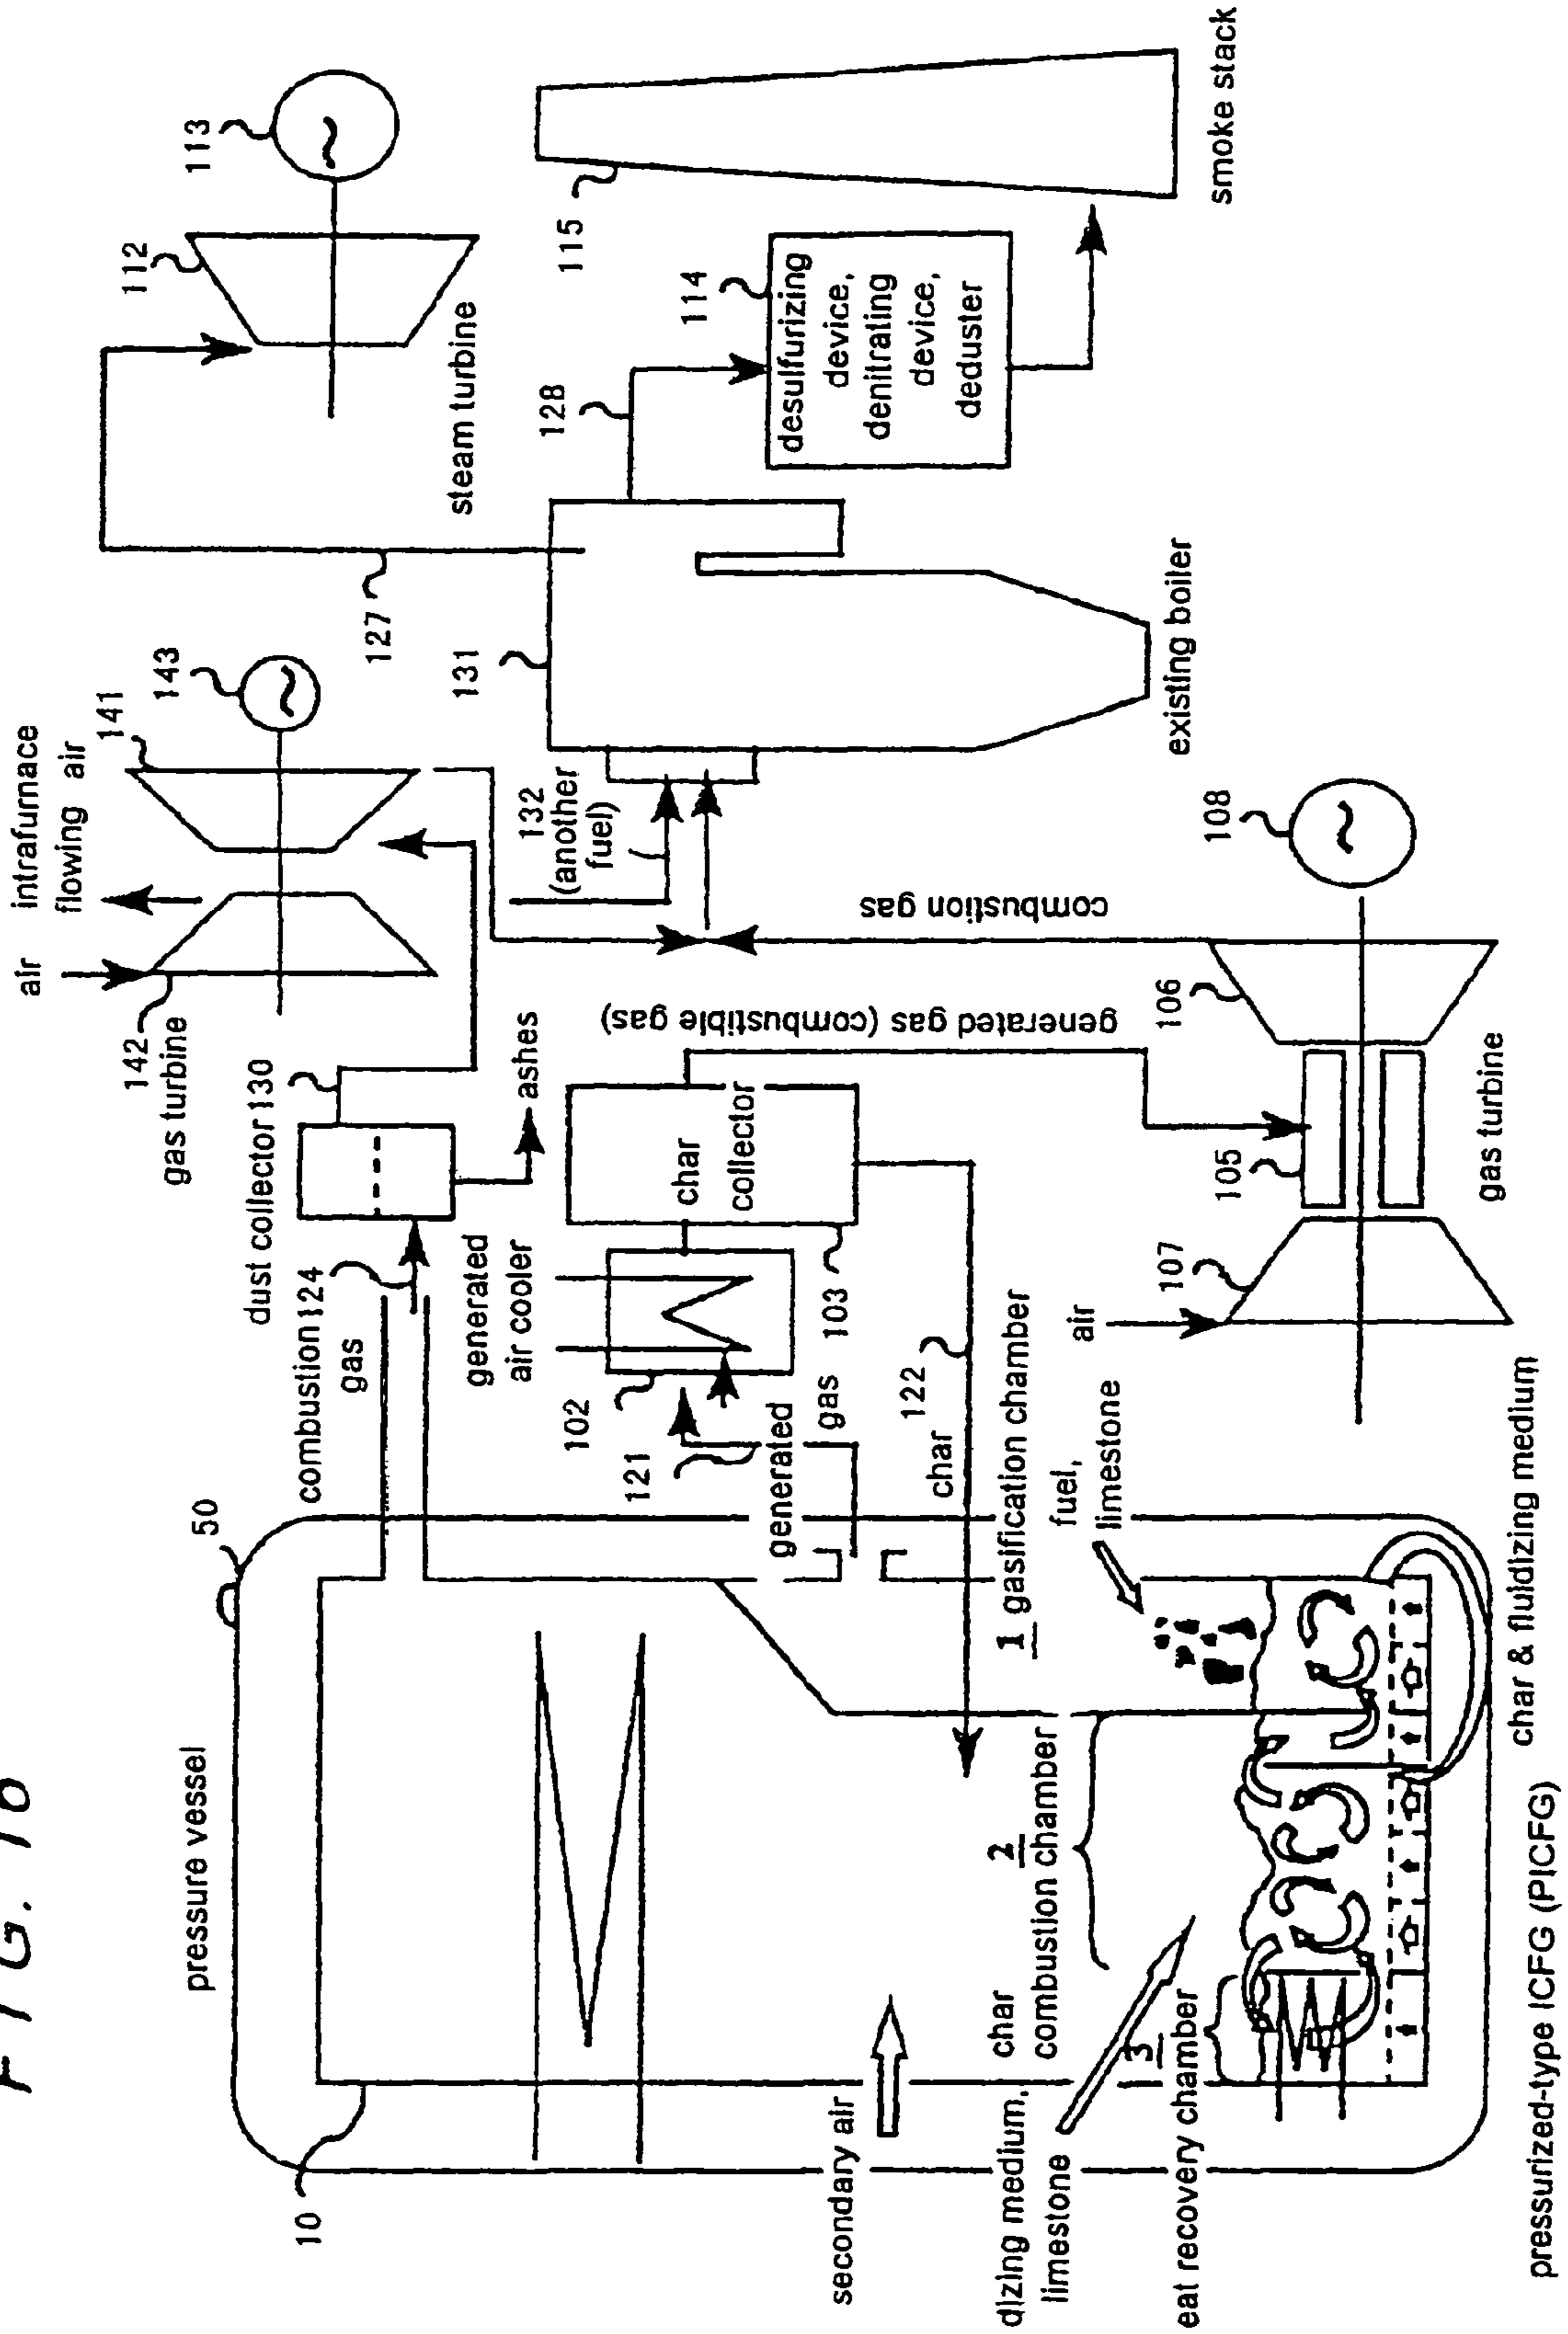 FIG. 16
pressure vessel
50
10
combustion 124
gas
dust collector 130
ashes
142
gas turbine
air
intrafurnace
flowing air
141
143
127
112
113
steam turbine
generated
air cooler
102
121
generated
gas
103
char
collector
122
char
generated gas (combustible gas)
combustion gas
132
(another
fuel)
131
existing boiler
128
114
desulfurizing
device,
denitrating
device,
deduster
115
smoke stack
secondary air
dizing medium,
limestone
char
combustion chamber
2
combustion chamber
3
eat recovery chamber
1 gasification chamber
fuel,
limestone
air
107
105
106
108
gas turbine
char & fluidizing medium
pressurized-type ICFG (PICFG)